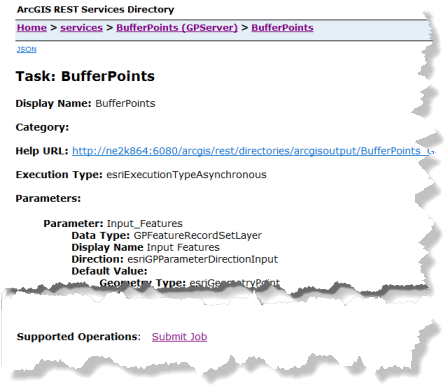 ArcGIS REST Services Directory
Home > services > BufferPoints (GPServer) > BufferPoints
JSON
Task: BufferPoints
Display Name: BufferPoints
Category:
Help URL: http://ne2k864:6080/arcgis/rest/directories/arcgisoutput/BufferPoints_G
Execution Type: esriExecutionTypeAsynchronous
Parameters:
Parameter: Input_Features
Data Type: GPFeatureRecordSetLayer
Display Name Input Features
Direction: esriGPParameterDirectionInput
Default Value:
Geometry Type: esriGeometryPoint
Supported Operations: Submit Job